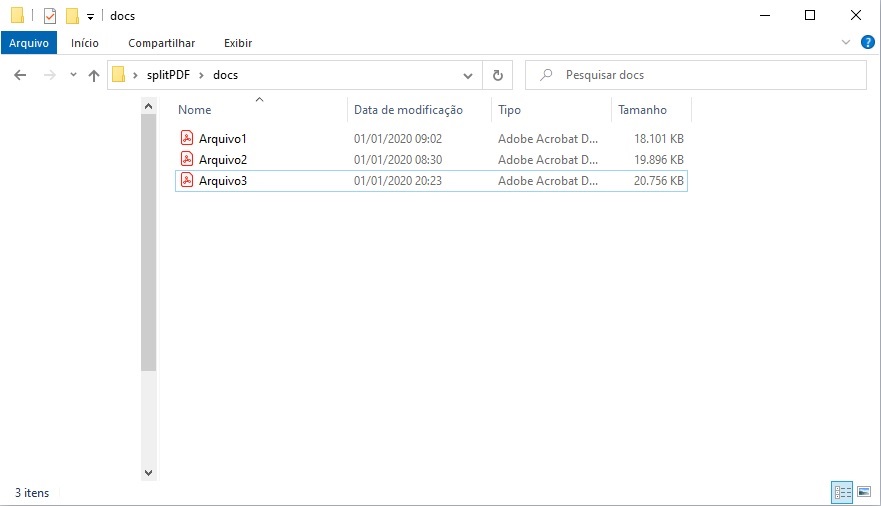 docs
Arquivo Início Compartilhar Exibir
splitPDF docs Pesquisar docs
Nome Data de modificação Tipo Tamanho
Arquivo1 01/01/2020 09:02 Adobe Acrobat D... 18.101 KB
Arquivo2 01/01/2020 08:30 Adobe Acrobat D... 19.896 KB
Arquivo3 01/01/2020 20:23 Adobe Acrobat D... 20.756 KB
3 itens